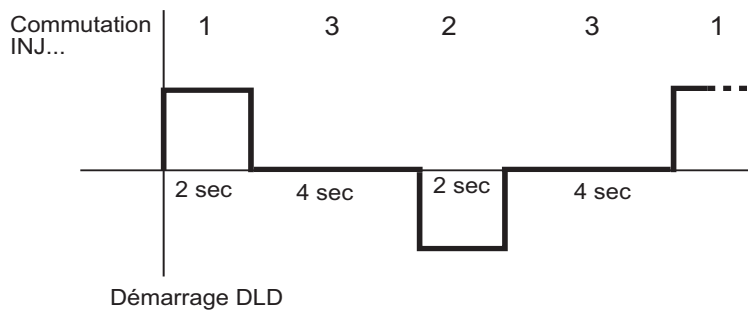 Commutation
INJ...
1 3 2 3 1
2 sec 4 sec 2 sec 4 sec
Démarrage DLD